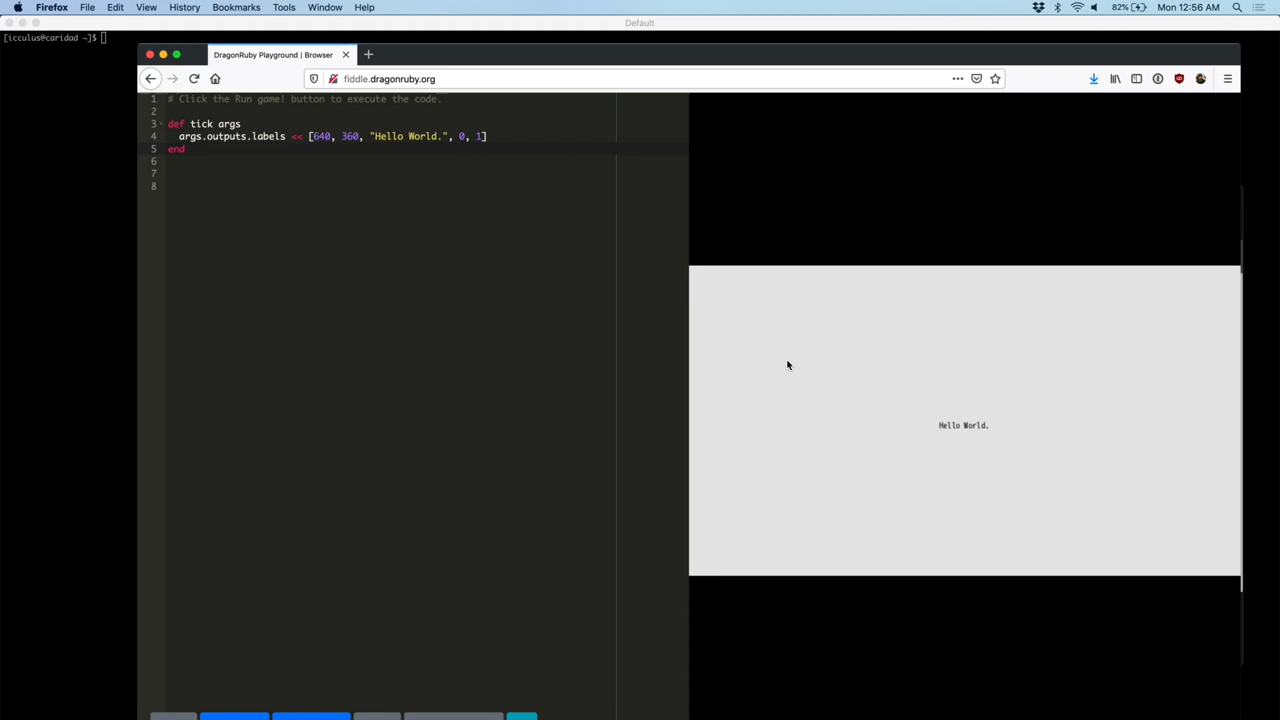 Firefox File Edit View History Bookmarks Tools Window Help 82% Mon 12:56 AM
Default
[icculus@caridad ~]$
DragonRuby Playground | Browser
fiddle.dragonruby.org
1 # Click the Run game! button to execute the code.
2
3 def tick args
4 args.outputs.labels << [640, 360, "Hello World.", 0, 1]
5 end
6
7
8
Hello World.